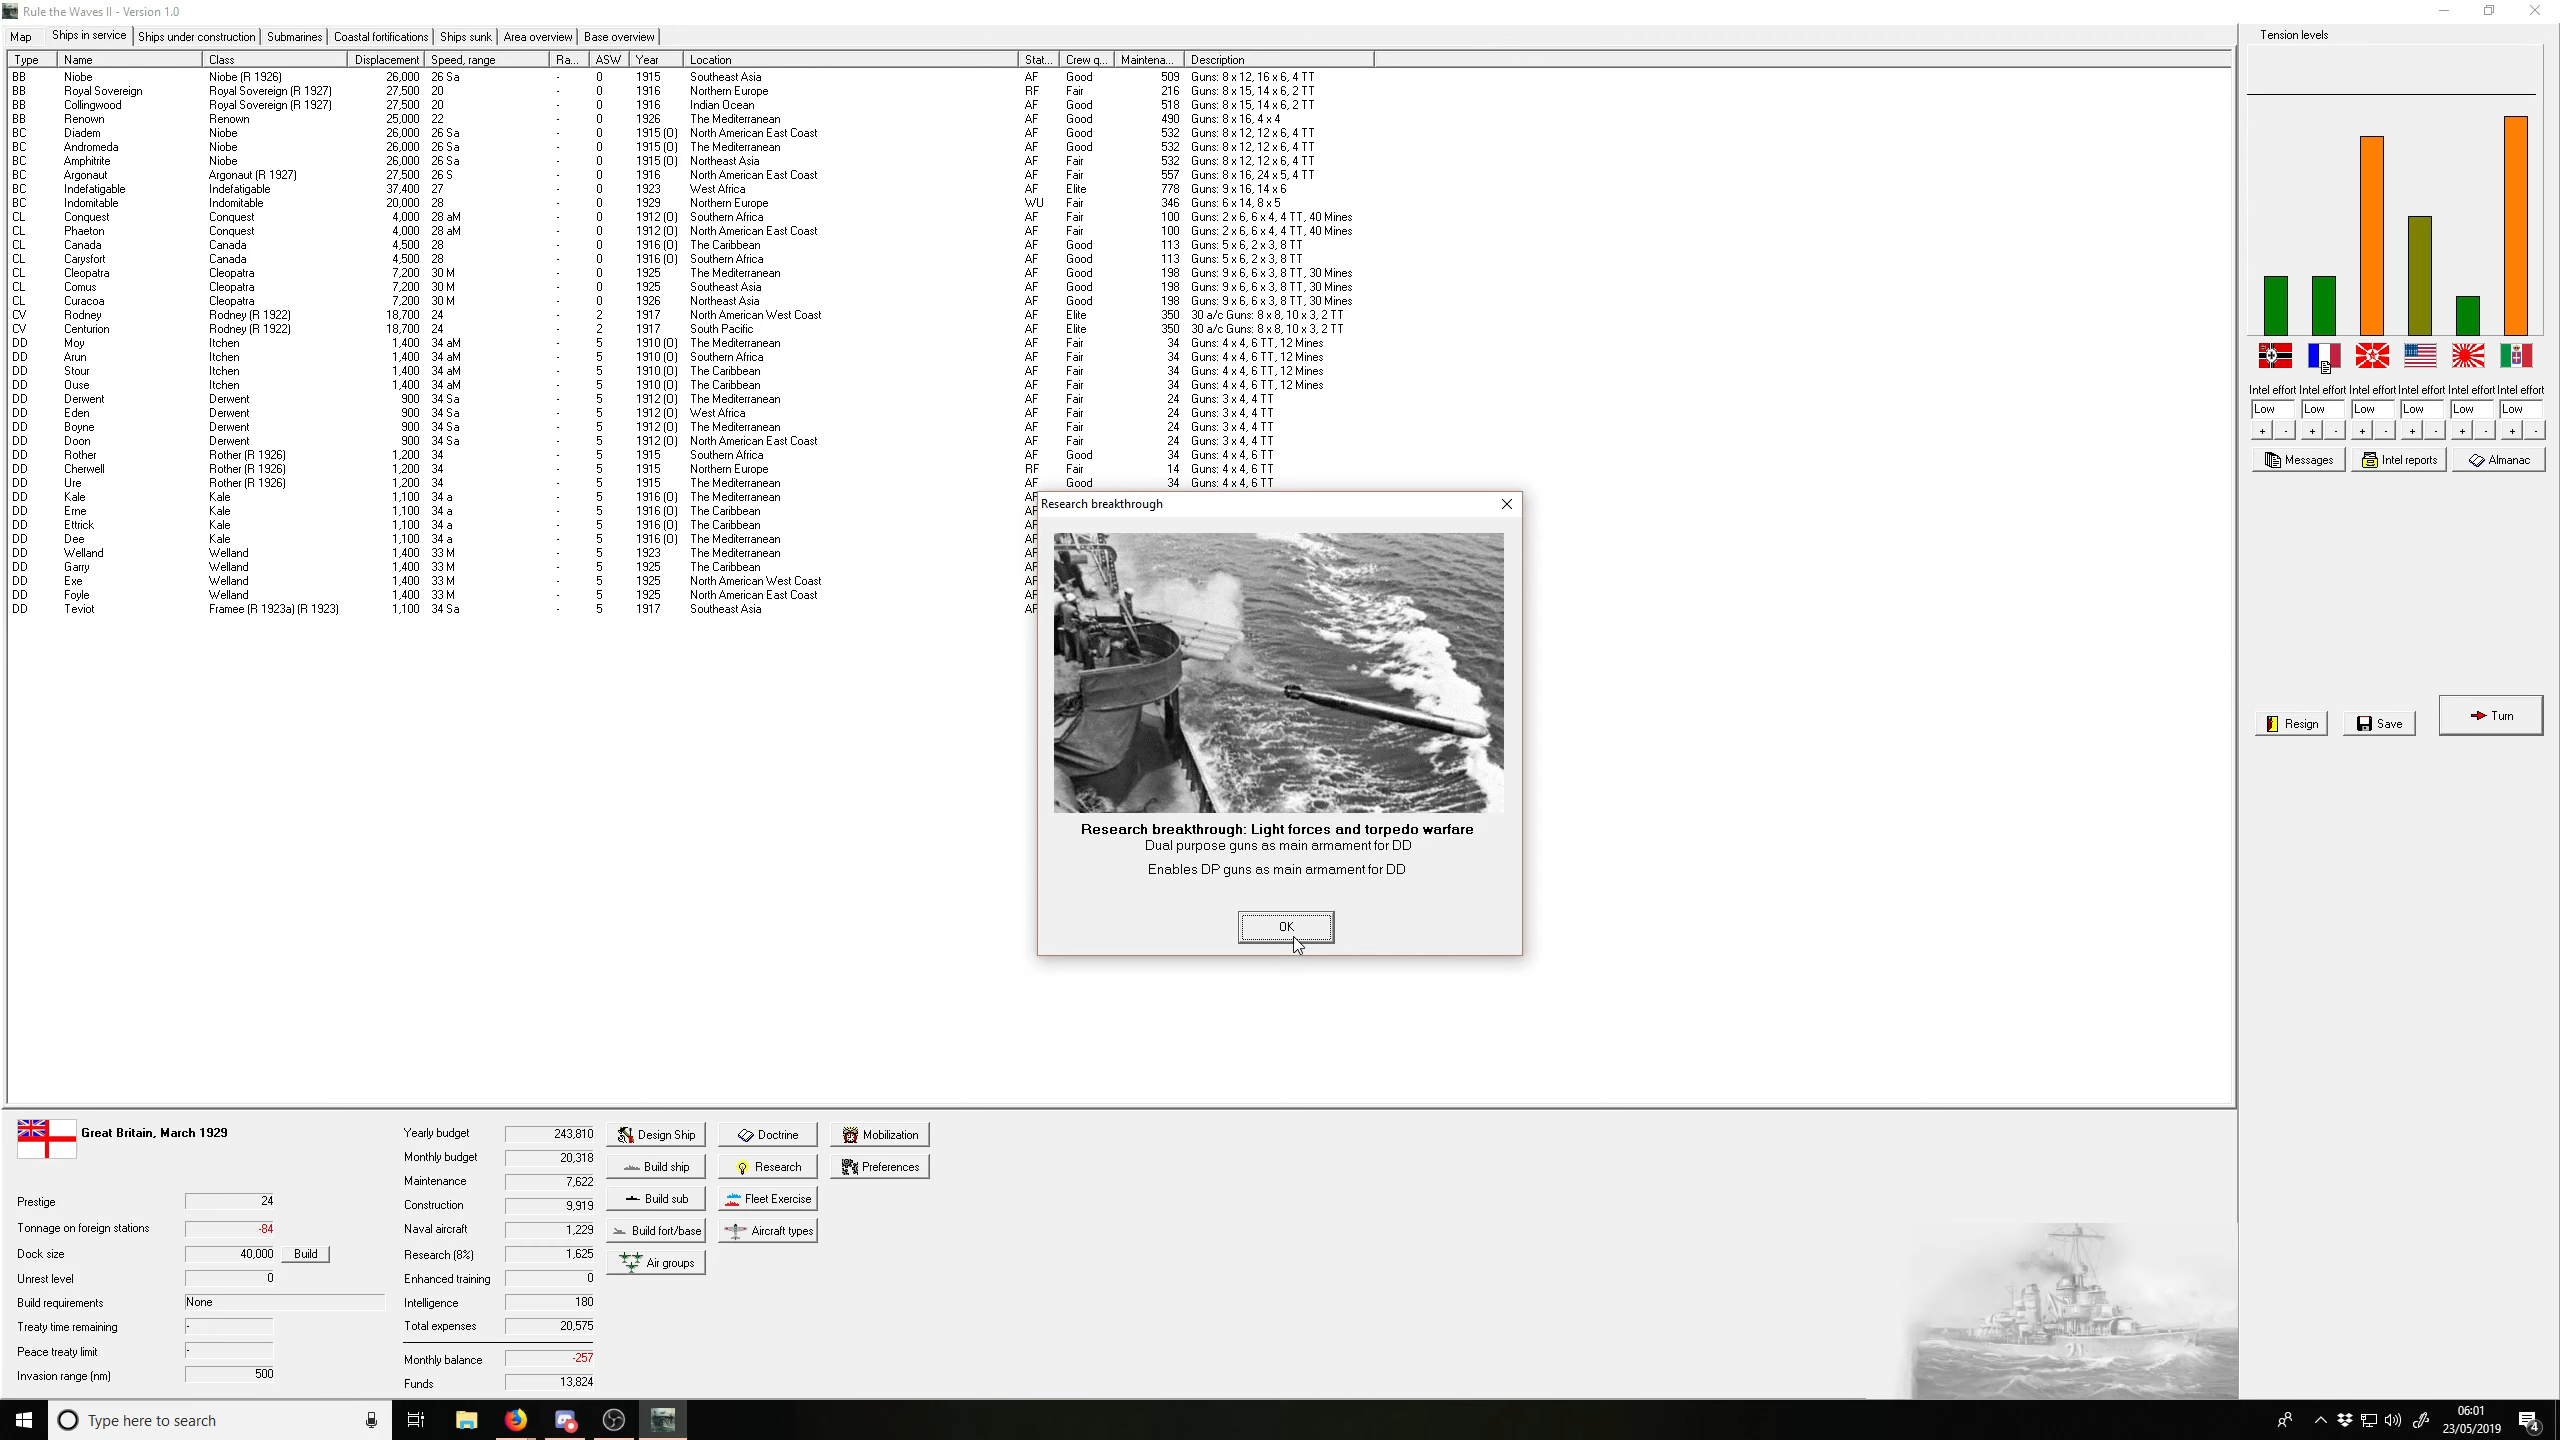 Rule the Waves II - Version 1.0
Map Ships in service Ships under construction Submarines Coastal fortifications Ships sunk Area overview Base overview
Type Name Class Displacement Speed, range Ra... ASW Year Location Stat... Crew q... Maintena... Description
BB Niobe Niobe (R 1926) 26,000 26 Sa - 0 1915 Southeast Asia AF Good 509 Guns: 8 x 12, 16 x 6, 4 TT
BB Royal Sovereign Royal Sovereign (R 1927) 27,500 20 - 0 1916 Northern Europe RF Fair 216 Guns: 8 x 15, 14 x 6, 2 TT
BB Collingwood Royal Sovereign (R 1927) 27,500 20 - 0 1916 Indian Ocean AF Good 518 Guns: 8 x 15, 14 x 6, 2 TT
BB Renown Renown 25,000 22 - 0 1926 The Mediterranean AF Good 490 Guns: 8 x 16, 4 x 4
BC Diadem Niobe 26,000 26 Sa - 0 1915 (O) North American East Coast AF Good 532 Guns: 8 x 12, 12 x 6, 4 TT
BC Andromeda Niobe 26,000 26 Sa - 0 1915 (O) The Mediterranean AF Good 532 Guns: 8 x 12, 12 x 6, 4 TT
BC Amphitrite Niobe 26,000 26 Sa - 0 1915 (O) Northeast Asia AF Fair 532 Guns: 8 x 12, 12 x 6, 4 TT
BC Argonaut Argonaut (R 1927) 27,500 26 S - 0 1916 North American East Coast AF Fair 557 Guns: 8 x 16, 24 x 5, 4 TT
BC Indefatigable Indefatigable 37,400 27 - 0 1923 West Africa AF Elite 778 Guns: 9 x 16, 14 x 6
BC Indomitable Indomitable 20,000 28 - 0 1929 Northern Europe WU Fair 346 Guns: 6 x 14, 8 x 5
CL Conquest Conquest 4,000 28 aM - 0 1912 (O) Southern Africa AF Fair 100 Guns: 2 x 6, 6 x 4, 4 TT, 40 Mines
CL Phaeton Conquest 4,000 28 aM - 0 1912 (O) North American East Coast AF Fair 100 Guns: 2 x 6, 6 x 4, 4 TT, 40 Mines
CL Canada Canada 4,500 28 - 0 1916 (O) The Caribbean AF Good 113 Guns: 5 x 6, 2 x 3, 8 TT
CL Carysfort Canada 4,500 28 - 0 1916 (O) Southern Africa AF Good 113 Guns: 5 x 6, 2 x 3, 8 TT
CL Cleopatra Cleopatra 7,200 30 M - 0 1925 The Mediterranean AF Good 198 Guns: 9 x 6, 6 x 3, 8 TT, 30 Mines
CL Comus Cleopatra 7,200 30 M - 0 1925 Southeast Asia AF Good 198 Guns: 9 x 6, 6 x 3, 8 TT, 30 Mines
CL Curacoa Cleopatra 7,200 30 M - 0 1926 Northeast Asia AF Good 198 Guns: 9 x 6, 6 x 3, 8 TT, 30 Mines
CV Rodney Rodney (R 1922) 18,700 24 - 2 1917 North American West Coast AF Elite 350 30 a/c Guns: 8 x 8, 10 x 3, 2 TT
CV Centurion Rodney (R 1922) 18,700 24 - 2 1917 South Pacific AF Elite 350 30 a/c Guns: 8 x 8, 10 x 3, 2 TT
DD Moy Itchen 1,400 34 aM - 5 1910 (O) The Mediterranean AF Fair 34 Guns: 4 x 4, 6 TT, 12 Mines
DD Arun Itchen 1,400 34 aM - 5 1910 (O) Southern Africa AF Fair 34 Guns: 4 x 4, 6 TT, 12 Mines
DD Stour Itchen 1,400 34 aM - 5 1910 (O) The Caribbean AF Fair 34 Guns: 4 x 4, 6 TT, 12 Mines
DD Ouse Itchen 1,400 34 aM - 5 1910 (O) The Caribbean AF Fair 34 Guns: 4 x 4, 6 TT, 12 Mines
DD Derwent Derwent 900 34 Sa - 5 1912 (O) The Mediterranean AF Fair 24 Guns: 3 x 4, 4 TT
DD Eden Derwent 900 34 Sa - 5 1912 (O) West Africa AF Fair 24 Guns: 3 x 4, 4 TT
DD Boyne Derwent 900 34 Sa - 5 1912 (O) The Mediterranean AF Fair 24 Guns: 3 x 4, 4 TT
DD Doon Derwent 900 34 Sa - 5 1912 (O) North American East Coast AF Fair 24 Guns: 3 x 4, 4 TT
DD Rother Rother (R 1926) 1,200 34 - 5 1915 Southern Africa AF Good 34 Guns: 4 x 4, 6 TT
DD Cherwell Rother (R 1926) 1,200 34 - 5 1915 Northern Europe RF Fair 14 Guns: 4 x 4, 6 TT
DD Ure Rother (R 1926) 1,200 34 - 5 1915 The Mediterranean AF Good 34 Guns: 4 x 4, 6 TT
DD Kale Kale 1,100 34 a - 5 1916 (O) The Mediterranean AF
DD Erne Kale 1,100 34 a - 5 1916 (O) The Caribbean AF
DD Ettrick Kale 1,100 34 a - 5 1916 (O) The Caribbean AF
DD Dee Kale 1,100 34 a - 5 1916 (O) The Mediterranean AF
DD Welland Welland 1,400 33 M - 5 1923 The Mediterranean AF
DD Garry Welland 1,400 33 M - 5 1925 The Caribbean AF
DD Exe Welland 1,400 33 M - 5 1925 North American West Coast AF
DD Foyle Welland 1,400 33 M - 5 1925 North American East Coast AF
DD Teviot Framee (R 1923a) (R 1923) 1,100 34 Sa - 5 1917 Southeast Asia AF
Research breakthrough
Research breakthrough: Light forces and torpedo warfare
Dual purpose guns as main armament for DD
Enables DP guns as main armament for DD
OK
Tension levels
Intel effort Intel effort Intel effort Intel effort Intel effort Intel effort
Low Low Low Low Low Low
+ - + - + - + - + - + -
Messages Intel reports Almanac
Resign Save Turn
Great Britain, March 1929
Prestige 24
Tonnage on foreign stations -84
Dock size 40,000 Build
Unrest level 0
Build requirements None
Treaty time remaining -
Peace treaty limit -
Invasion range (nm) 500
Yearly budget 243,810
Monthly budget 20,318
Maintenance 7,622
Construction 9,919
Naval aircraft 1,229
Research (8%) 1,625
Enhanced training 0
Intelligence 180
Total expenses 20,575
Monthly balance -257
Funds 13,824
Design Ship Doctrine Mobilization
Build ship Research Preferences
Build sub Fleet Exercise
Build fort/base Aircraft types
Air groups
Type here to search
06:01
23/05/2019
4